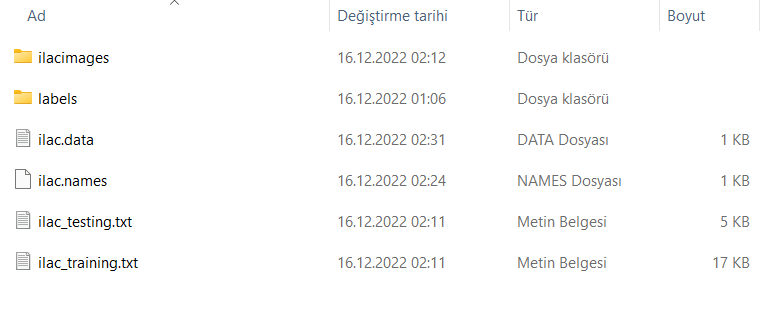 Ad Değiştirme tarihi Tür Boyut
ilacimages 16.12.2022 02:12 Dosya klasörü
labels 16.12.2022 01:06 Dosya klasörü
ilac.data 16.12.2022 02:31 DATA Dosyası 1 KB
ilac.names 16.12.2022 02:24 NAMES Dosyası 1 KB
ilac_testing.txt 16.12.2022 02:11 Metin Belgesi 5 KB
ilac_training.txt 16.12.2022 02:11 Metin Belgesi 17 KB